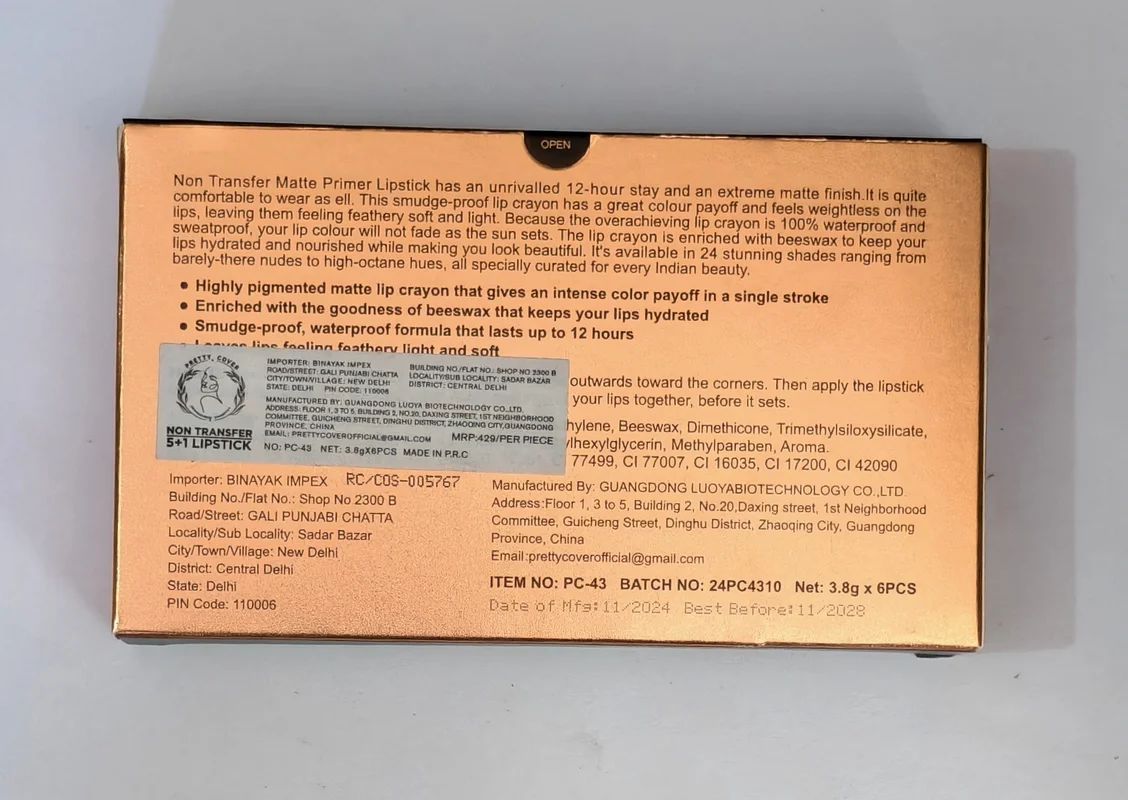 OPEN
Non Transfer Matte Primer Lipstick has an unrivalled 12-hour stay and an extreme matte finish.It is quite
comfortable to wear as ell. This smudge-proof lip crayon has a great colour payoff and feels weightless on the
lips, leaving them feeling feathery soft and light. Because the overachieving lip crayon is 100% waterproof and
sweatproof, your lip colour will not fade as the sun sets. The lip crayon is enriched with beeswax to keep your
lips hydrated and nourished while making you look beautiful. It's available in 24 stunning shades ranging from
barely-there nudes to high-octane hues, all specially curated for every Indian beauty.
• Highly pigmented matte lip crayon that gives an intense color payoff in a single stroke
• Enriched with the goodness of beeswax that keeps your lips hydrated
• Smudge-proof, waterproof formula that lasts up to 12 hours
• Leaves lips feeling feathery light and soft
outwards toward the corners. Then apply the lipstick
your lips together, before it sets.
hylene, Beeswax, Dimethicone, Trimethylsiloxysilicate,
ylhexylglycerin, Methylparaben, Aroma.
77499, CI 77007, CI 16035, CI 17200, CI 42090
PRETTY COVER
NON TRANSFER
5+1 LIPSTICK
IMPORTER: BINAYAK IMPEX
ROAD/STREET: GALI PUNJABI CHATTA
CITY/TOWN/VILLAGE: NEW DELHI
STATE: DELHI PIN CODE: 110006
BUILDING NO./FLAT NO.: SHOP NO 2300 B
LOCALITY/SUB LOCALITY: SADAR BAZAR
DISTRICT: CENTRAL DELHI
MANUFACTURED BY: GUANGDONG LUOYA BIOTECHNOLOGY CO.,LTD.
ADDRESS: FLOOR 1, 3 TO 5, BUILDING 2, NO.20, DAXING STREET, 1ST NEIGHBORHOOD
COMMITTEE, GUICHENG STREET, DINGHU DISTRICT, ZHAOQING CITY,GUANGDONG
PROVINCE, CHINA
EMAIL: PRETTYCOVEROFFICIAL@GMAIL.COM MRP:429/PER PIECE
NO: PC-43 NET: 3.8gX6PCS MADE IN P.R.C
Importer: BINAYAK IMPEX RC/COS-005767
Building No./Flat No.: Shop No 2300 B
Road/Street: GALI PUNJABI CHATTA
Locality/Sub Locality: Sadar Bazar
City/Town/Village: New Delhi
District: Central Delhi
State: Delhi
PIN Code: 110006
Manufactured By: GUANGDONG LUOYABIOTECHNOLOGY CO.,LTD.
Address:Floor 1, 3 to 5, Building 2, No.20,Daxing street, 1st Neighborhood
Committee, Guicheng Street, Dinghu District, Zhaoqing City, Guangdong
Province, China
Email:prettycoverofficial@gmail.com
ITEM NO: PC-43 BATCH NO: 24PC4310 Net: 3.8g x 6PCS
Date of Mfg:11/2024 Best Before:11/2028